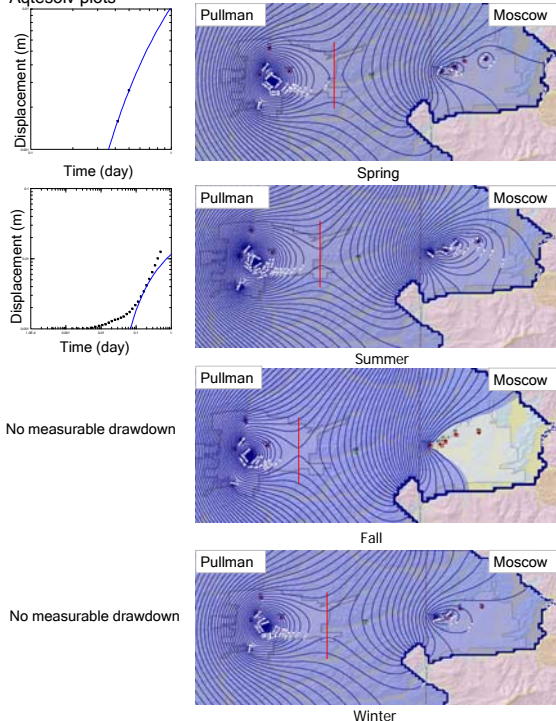 Aqtesolv plots
Displacement (m)
Time (day)
Pullman
Moscow
Spring
Displacement (m)
Time (day)
Pullman
Moscow
Summer
No measurable drawdown
Pullman
Moscow
Fall
No measurable drawdown
Pullman
Moscow
Winter